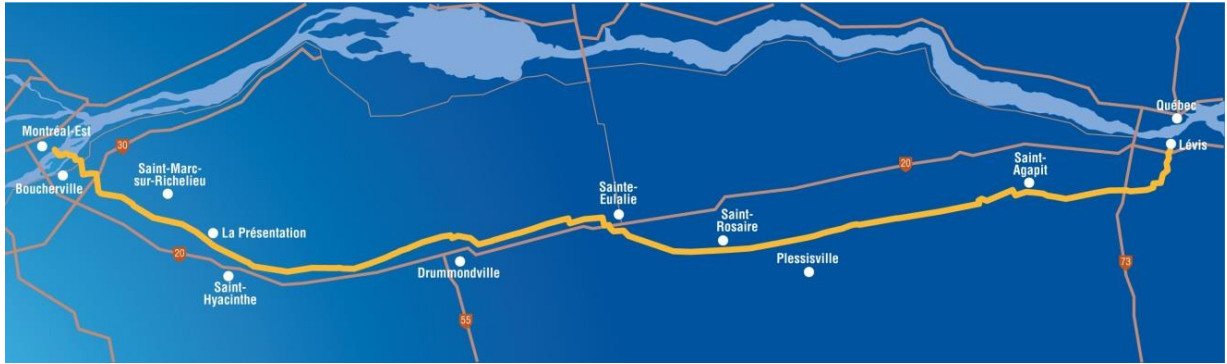 Montréal-Est
Boucherville
30
Saint-Marc-
sur-Richelieu
La Présentation
20
Saint-
Hyacinthe
Drummondville
55
Sainte-
Eulalie
Saint-
Rosaire
Plessisville
20
Saint-
Agapit
Québec
Lévis
73